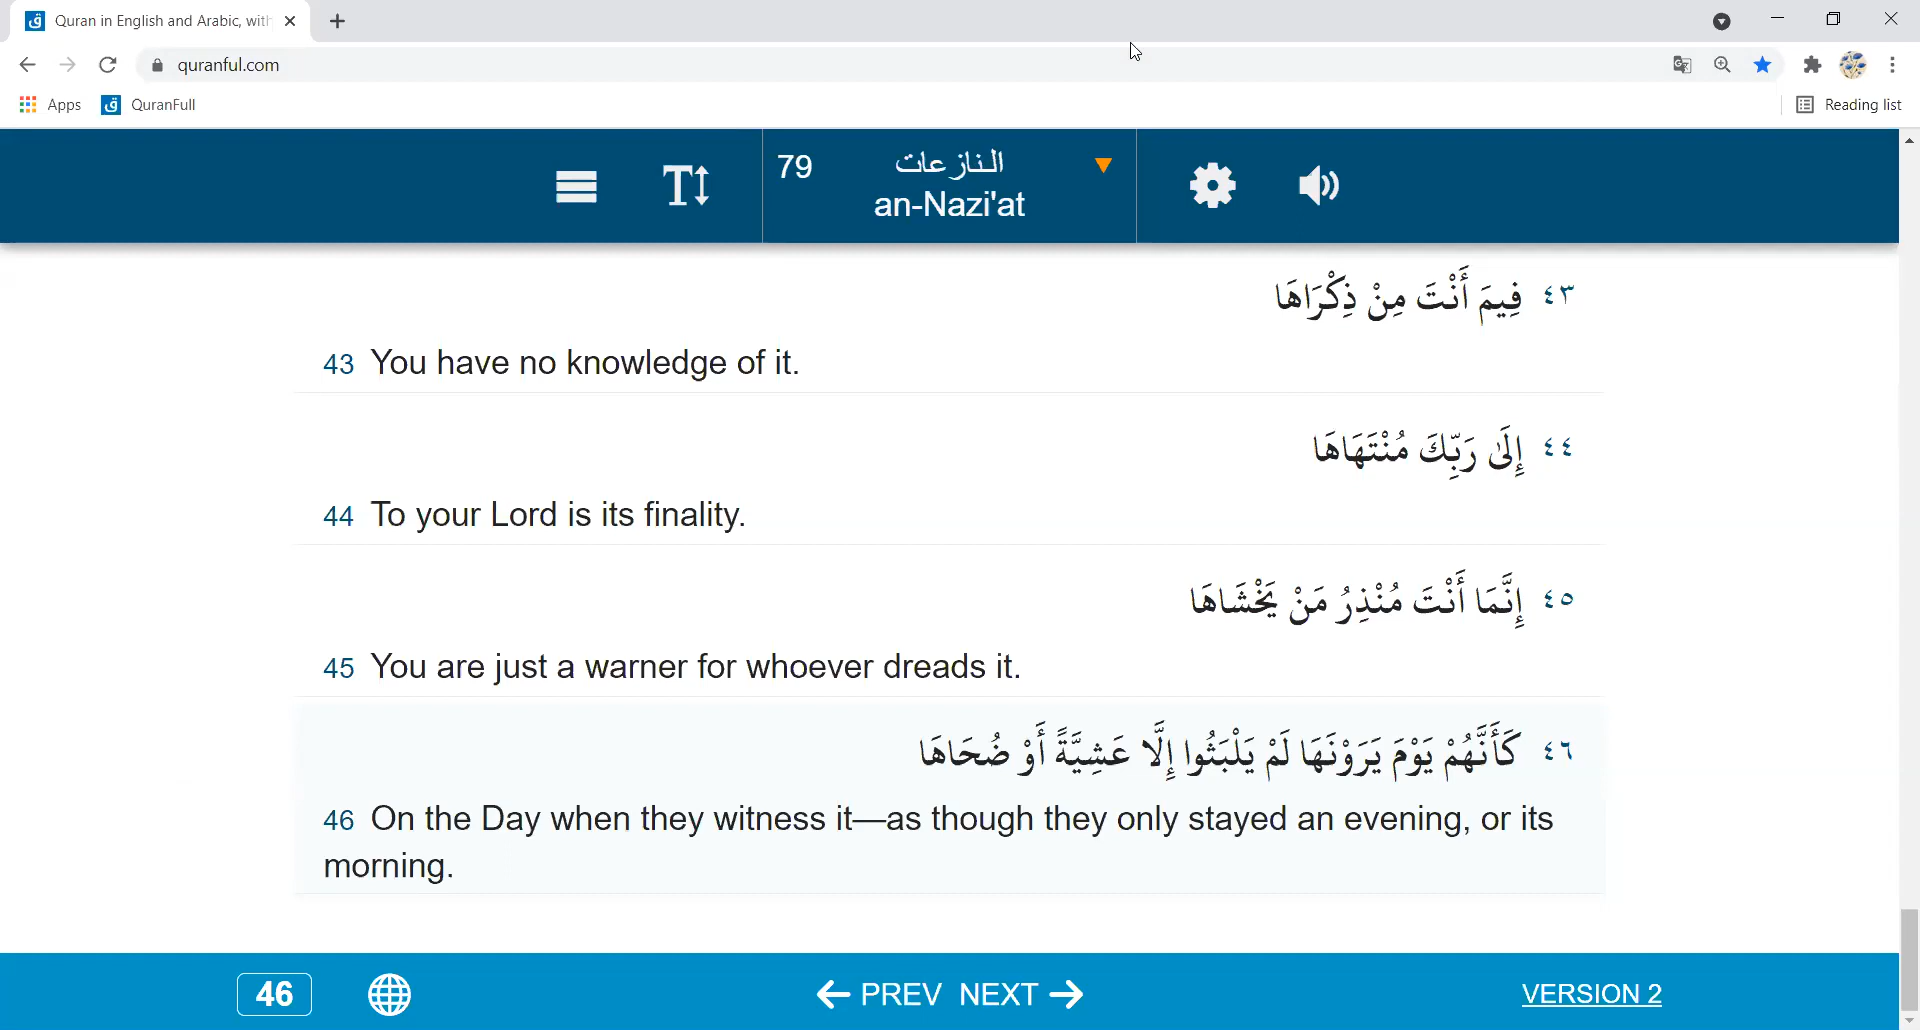 Quran in English and Arabic, with
quranful.com
Apps
QuranFull
Reading list
79
النازعات
an-Nazi'at
٤٣ فِيمَ أَنْتَ مِنْ ذِكْرَاهَا
43 You have no knowledge of it.
٤٤ إِلَىٰ رَبِّكَ مُنْتَهَاهَا
44 To your Lord is its finality.
٤٥ إِنَّمَا أَنْتَ مُنْذِرُ مَنْ يَخْشَاهَا
45 You are just a warner for whoever dreads it.
٤٦ كَأَنَّهُمْ يَوْمَ يَرَوْنَهَا لَمْ يَلْبَثُوا إِلَّا عَشِيَّةً أَوْ ضُحَاهَا
46 On the Day when they witness it—as though they only stayed an evening, or its
morning.
46
PREV NEXT
VERSION 2